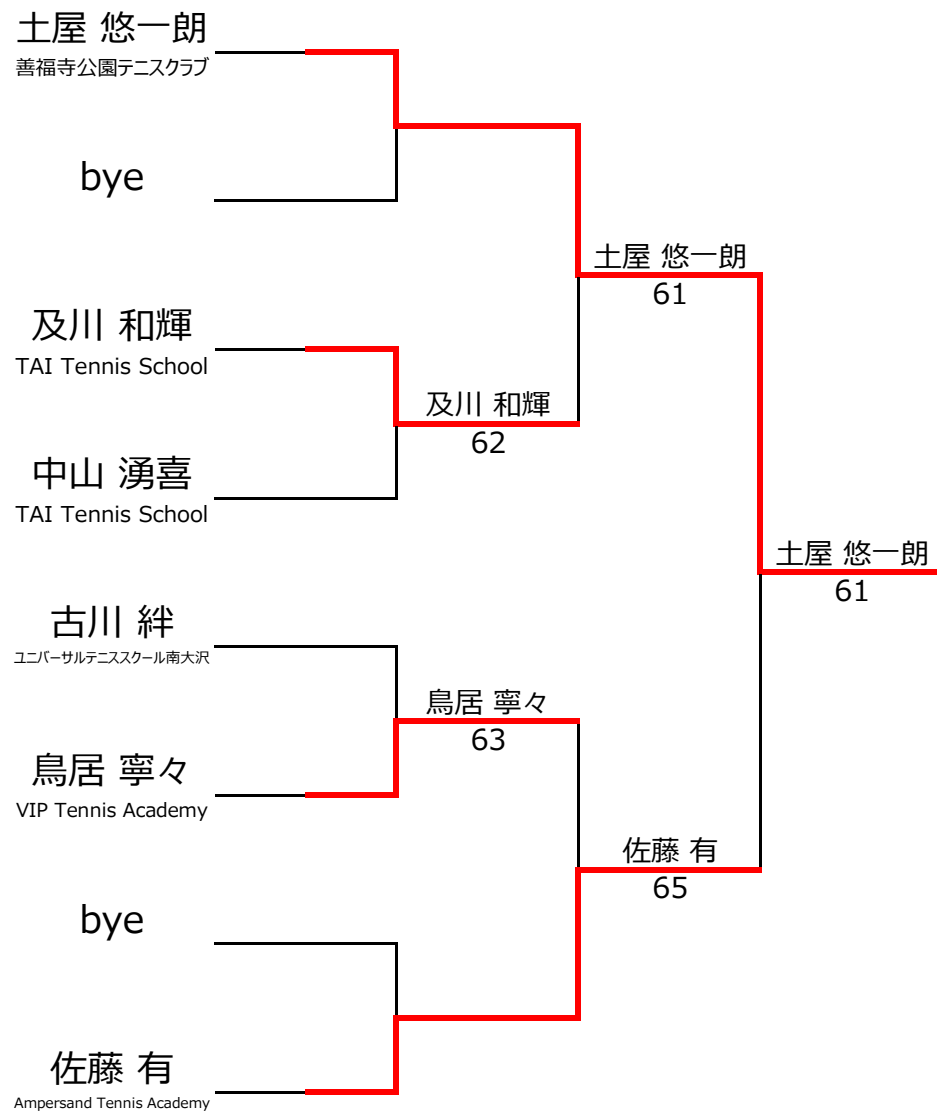 土屋 悠一朗
善福寺公園テニスクラブ
bye
及川 和輝
TAI Tennis School
中山 湧喜
TAI Tennis School
古川 絆
ユニバーサルテニススクール南大沢
鳥居 寧々
VIP Tennis Academy
bye
佐藤 有
Ampersand Tennis Academy
及川 和輝
62
鳥居 寧々
63
土屋 悠一朗
61
佐藤 有
65
土屋 悠一朗
61